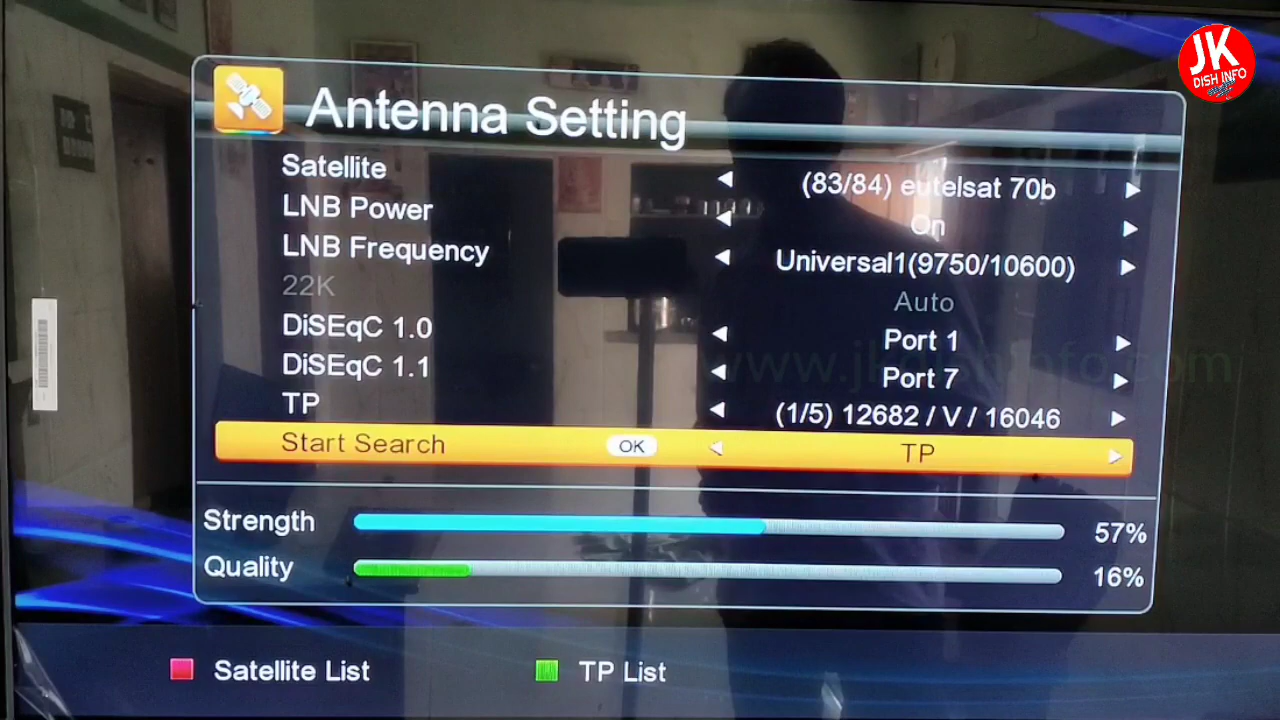 JK
DISH INFO
Antenna Setting
Satellite (83/84) eutelsat 70b
LNB Power On
LNB Frequency Universal1(9750/10600)
22K Auto
DiSEqC 1.0 Port 1
DiSEqC 1.1 Port 7
TP (1/5) 12682 / V / 16046
Start Search OK TP
Strength 57%
Quality 16%
Satellite List TP List